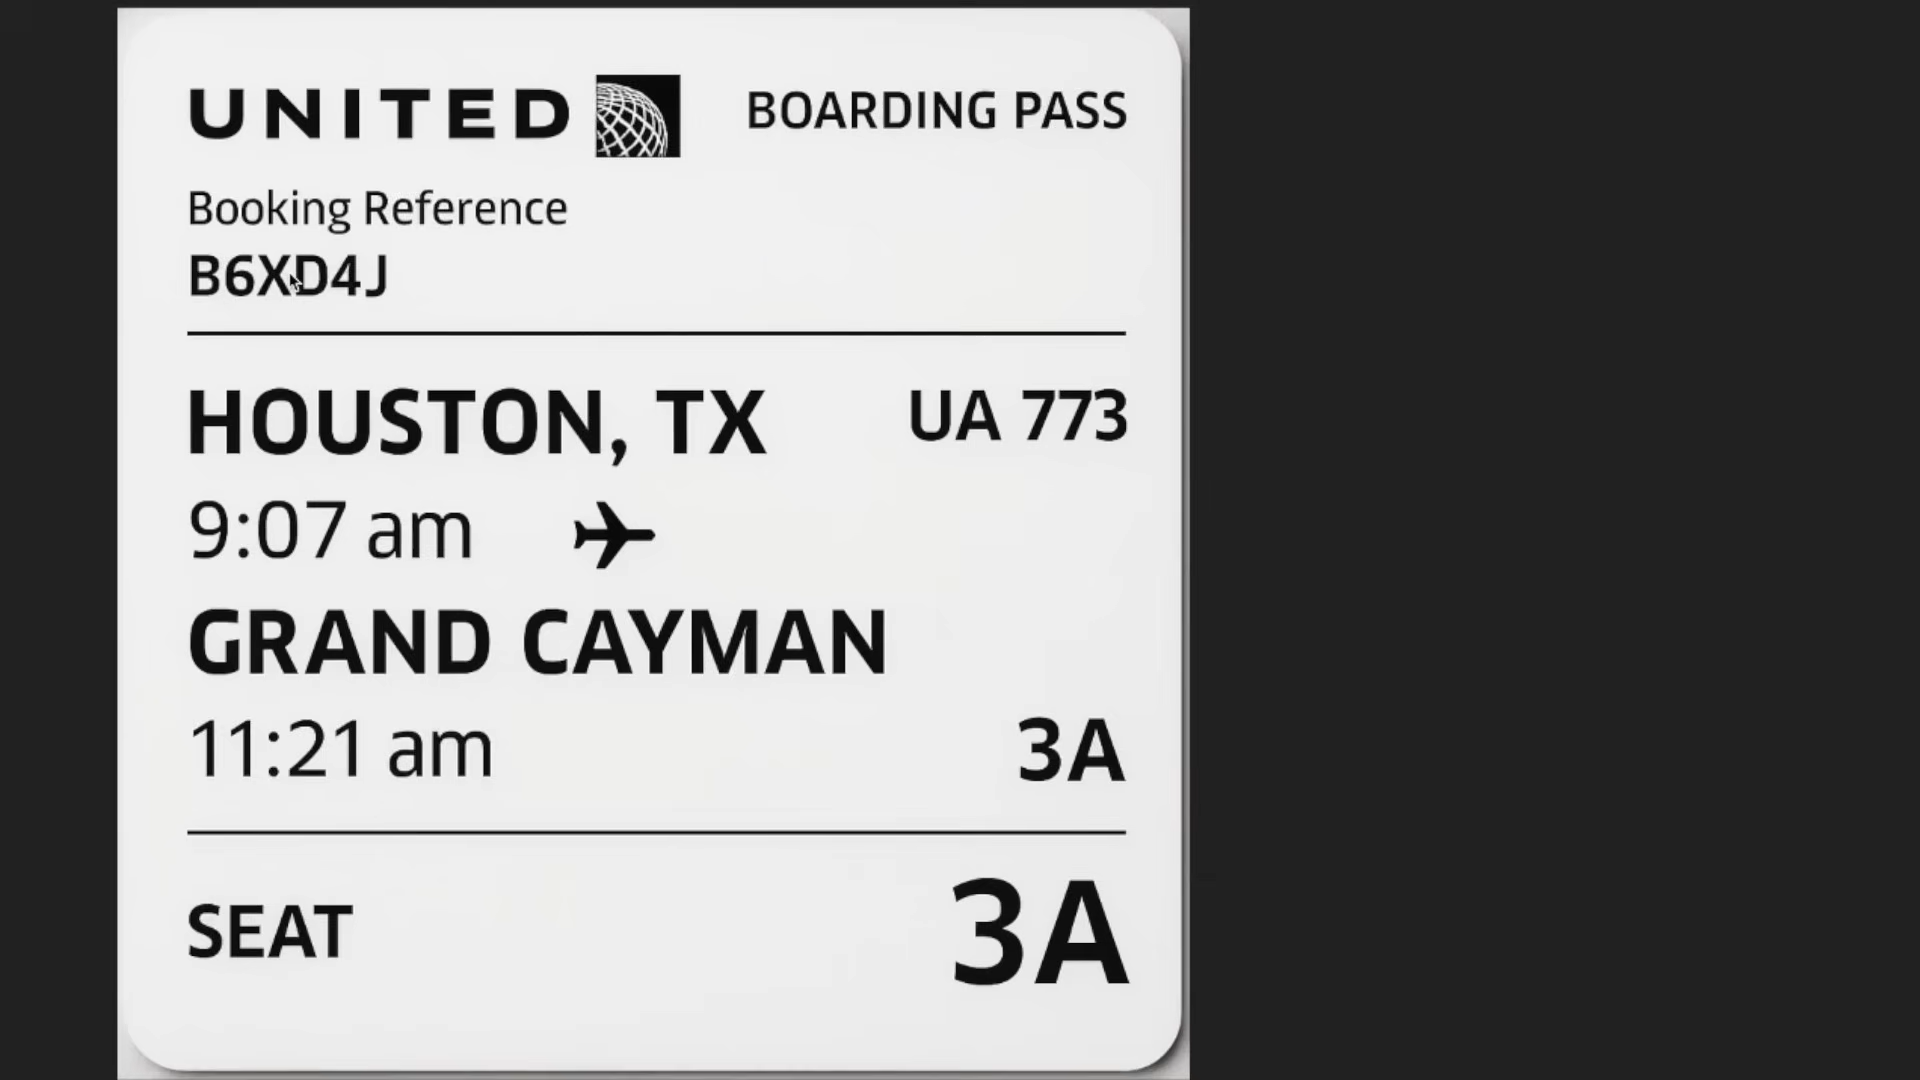 UNITED BOARDING PASS
Booking Reference
B6XD4J
HOUSTON, TX UA 773
9:07 am
GRAND CAYMAN
11:21 am 3A
SEAT 3A